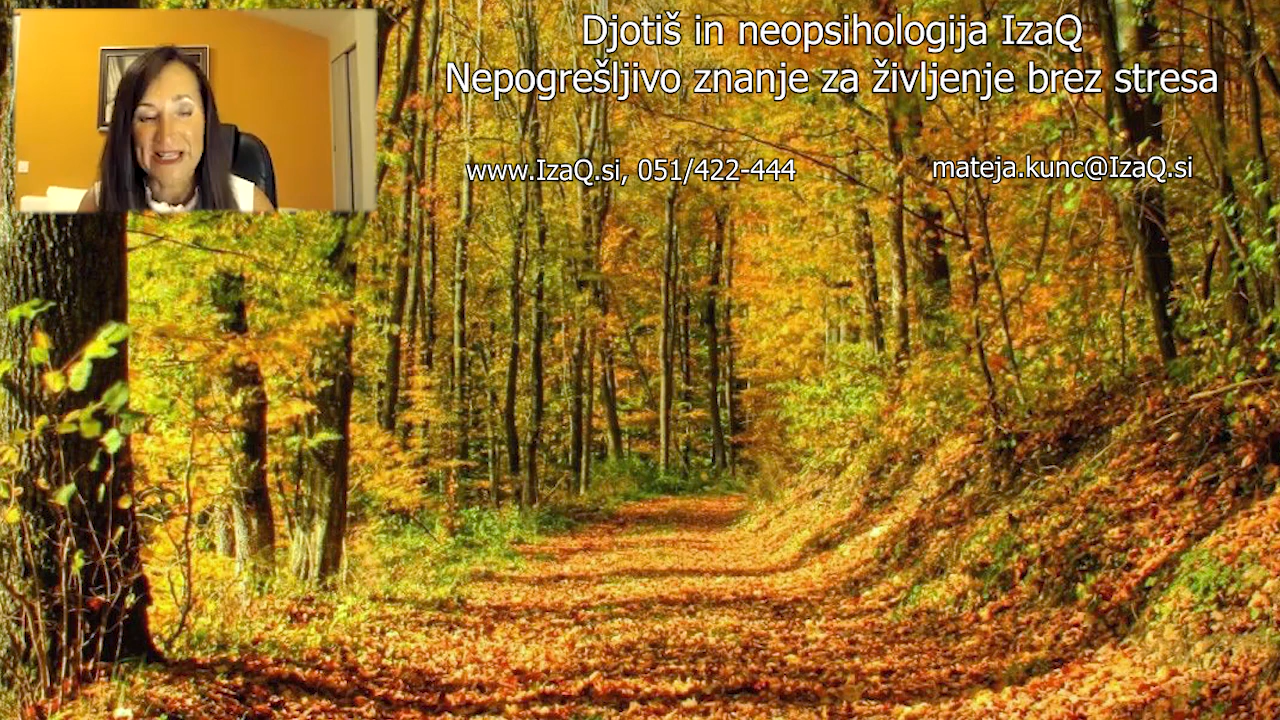 Djotiš in neopsihologija IzaQ
Nepogrešljivo znanje za življenje brez stresa
www.IzaQ.si, 051/422-444
mateja.kunc@IzaQ.si